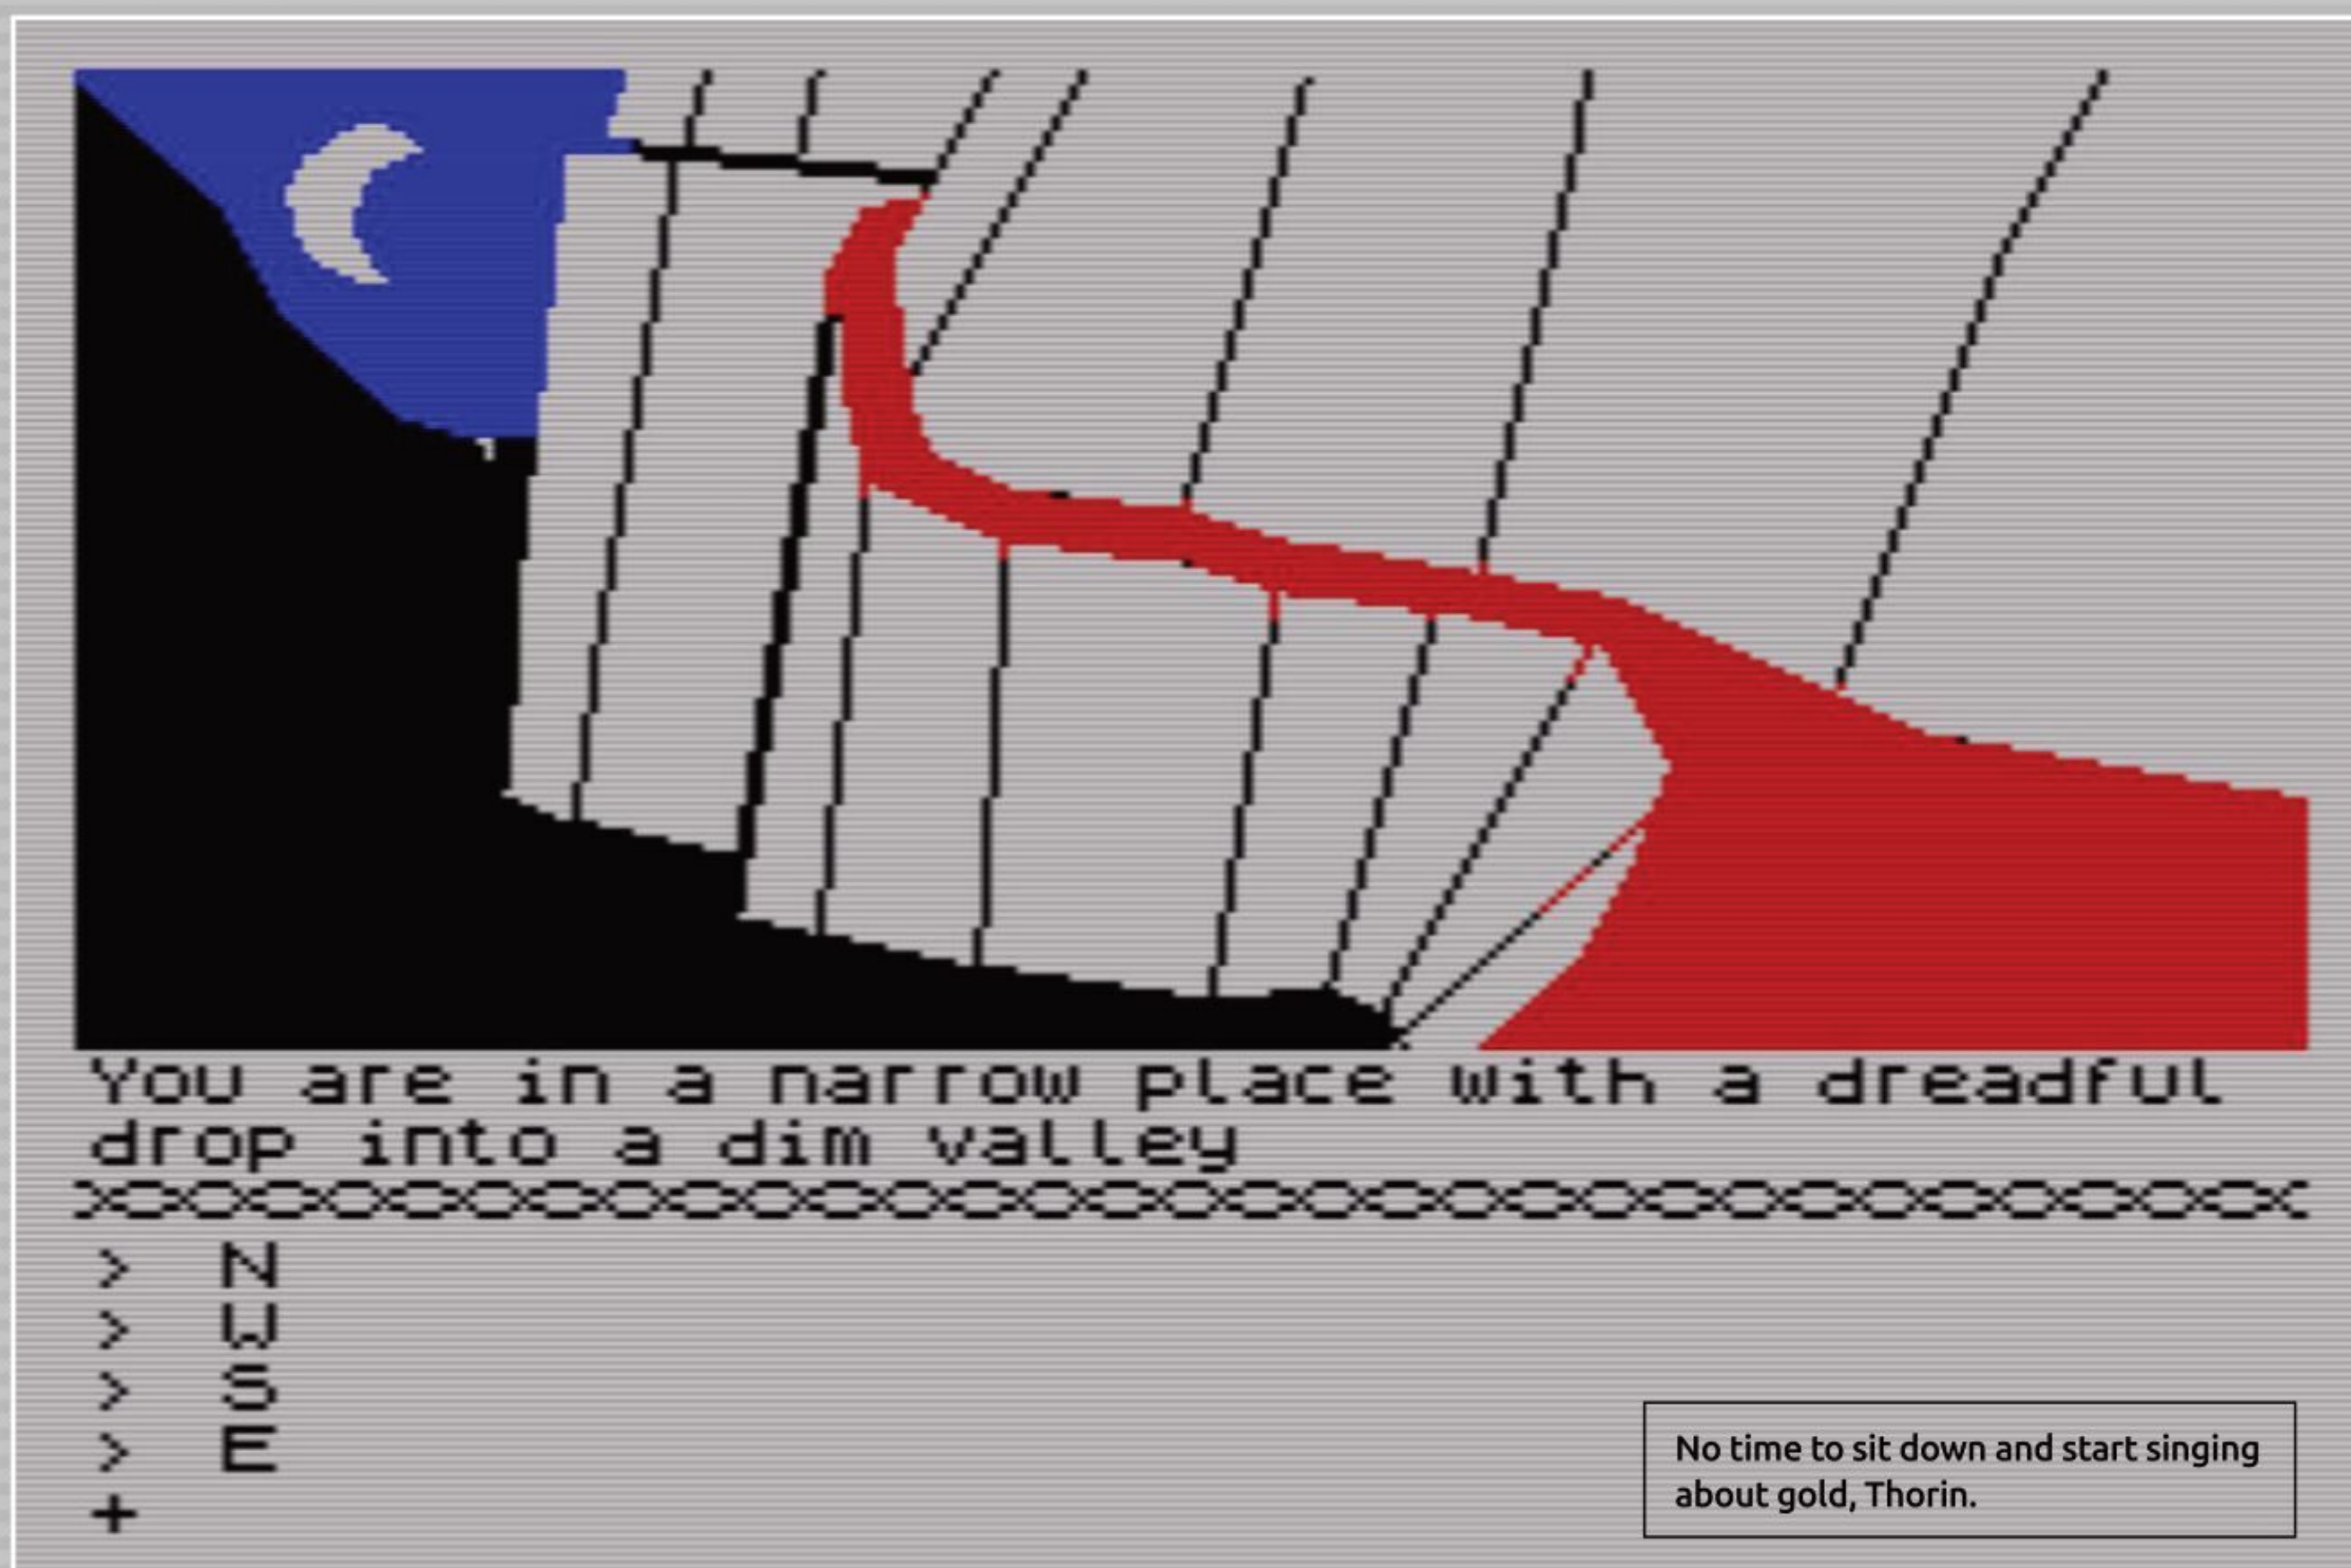 You are in a narrow place with a dreadful
drop into a dim valley
> N
> W
> S
> E
+
No time to sit down and start singing
about gold, Thorin.